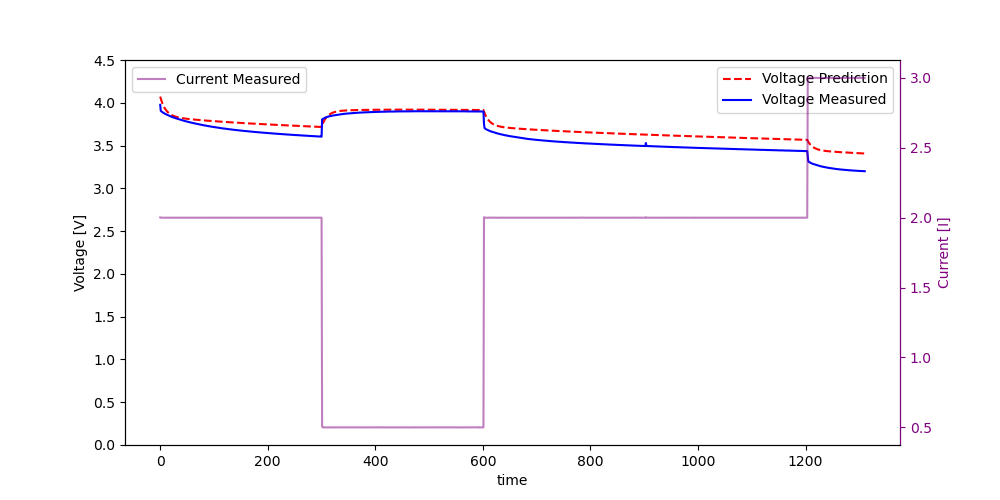 Current Measured
Voltage Prediction
Voltage Measured
4.5
4.0
3.5
3.0
2.5
2.0
1.5
1.0
0.5
0.0
Voltage [V]
3.0
2.5
2.0
1.5
1.0
0.5
Current [I]
0 200 400 600 800 1000 1200
time